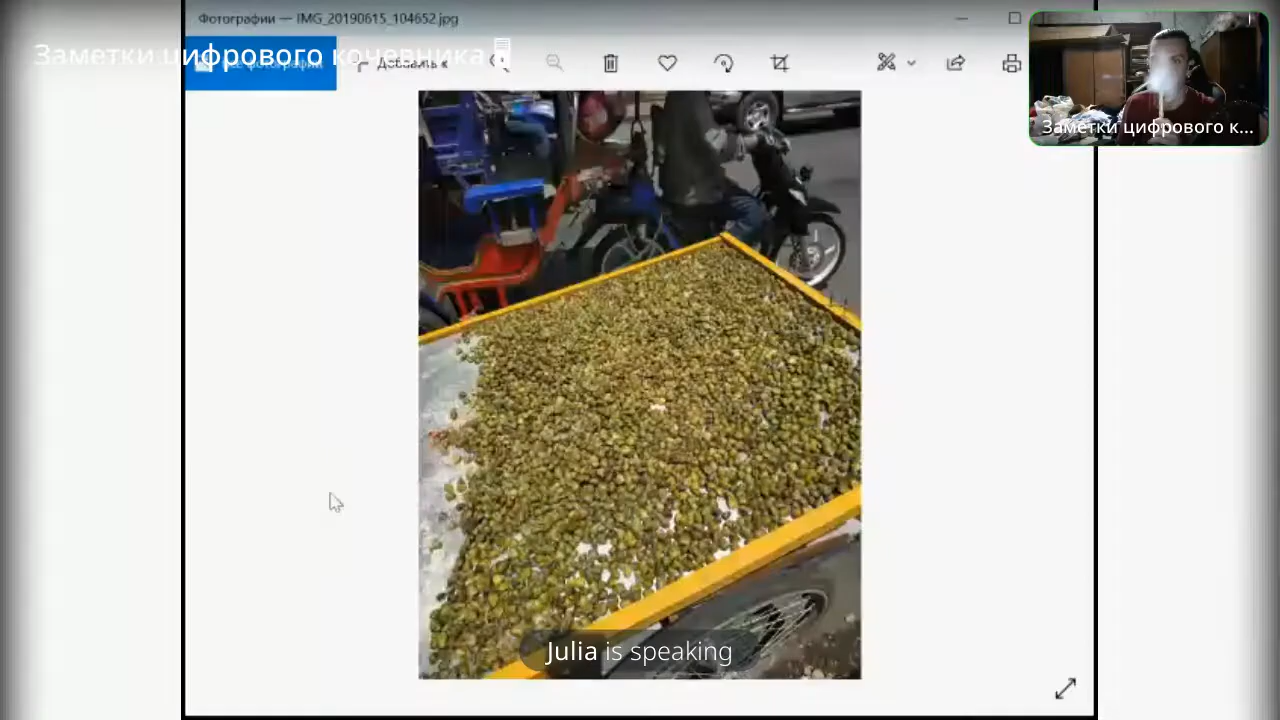 Фотографии — IMG_20190615_104652.jpg
Заметки цифрового кочевника
Добавить к
Заметки цифрового к...
Julia is speaking